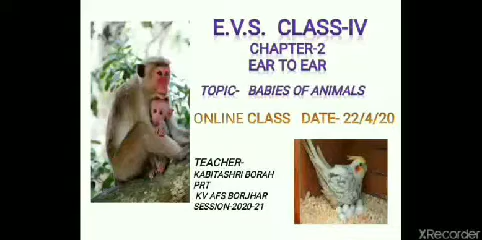 E.V.S. CLASS-IV
CHAPTER-2
EAR TO EAR
TOPIC- BABIES OF ANIMALS
ONLINE CLASS DATE- 22/4/20
TEACHER-
KABITASHRI BORAH
PRT
KV AFS BORJHAR
SESSION-2020-21
XRecorder